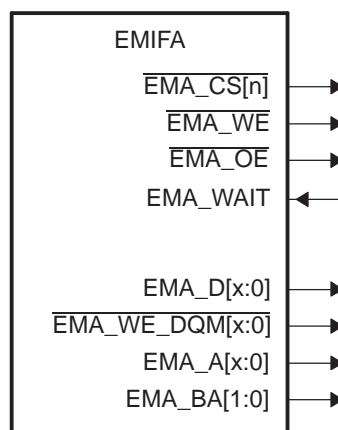 EMIFA
EMA_CS[n]
EMA_WE
EMA_OE
EMA_WAIT
EMA_D[x:0]
EMA_WE_DQM[x:0]
EMA_A[x:0]
EMA_BA[1:0]